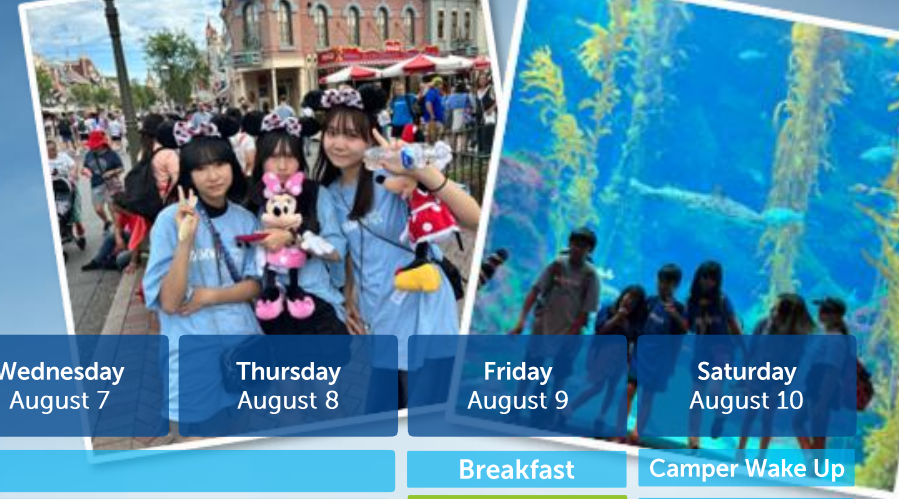 Wednesday
August 7
Thursday
August 8
Friday
August 9
Saturday
August 10
Breakfast
Camper Wake Up